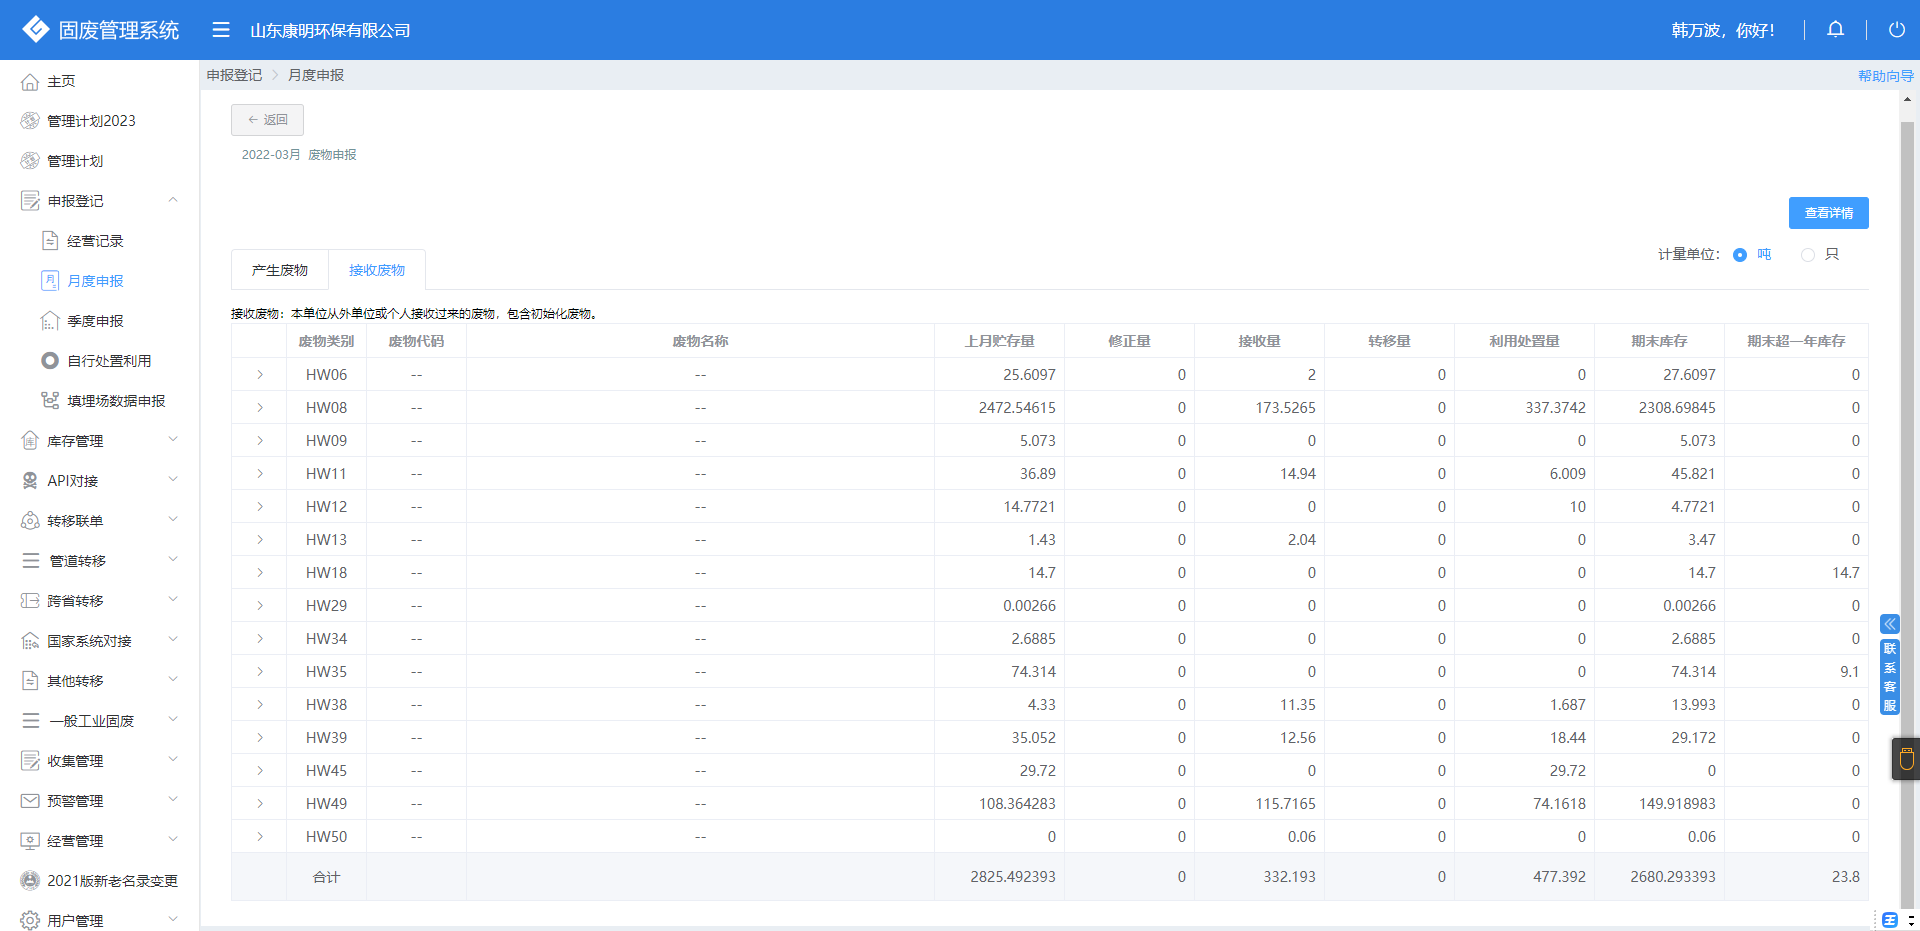 固废管理系统 山东康明环保有限公司 韩万波，你好！
申报登记 月度申报 帮助向导
主页
管理计划2023
管理计划
申报登记
经营记录
月度申报
季度申报
自行处置利用
填埋场数据申报
库存管理
API对接
转移联单
管道转移
跨省转移
国家系统对接
其他转移
一般工业固废
收集管理
预警管理
经营管理
2021版新老名录变更
用户管理
返回
2022-03月 废物申报
查看详情
计量单位： 吨 只
产生废物 接收废物
接收废物：本单位从外单位或个人接收过来的废物，包含初始化废物。
废物类别 废物代码 废物名称 上月贮存量 修正量 接收量 转移量 利用处置量 期末库存 期末超一年库存
HW06 -- -- 25.6097 0 2 0 0 27.6097 0
HW08 -- -- 2472.54615 0 173.5265 0 337.3742 2308.69845 0
HW09 -- -- 5.073 0 0 0 0 5.073 0
HW11 -- -- 36.89 0 14.94 0 6.009 45.821 0
HW12 -- -- 14.7721 0 0 0 10 4.7721 0
HW13 -- -- 1.43 0 2.04 0 0 3.47 0
HW18 -- -- 14.7 0 0 0 0 14.7 14.7
HW29 -- -- 0.00266 0 0 0 0 0.00266 0
HW34 -- -- 2.6885 0 0 0 0 2.6885 0
HW35 -- -- 74.314 0 0 0 0 74.314 9.1
HW38 -- -- 4.33 0 11.35 0 1.687 13.993 0
HW39 -- -- 35.052 0 12.56 0 18.44 29.172 0
HW45 -- -- 29.72 0 0 0 29.72 0 0
HW49 -- -- 108.364283 0 115.7165 0 74.1618 149.918983 0
HW50 -- -- 0 0 0.06 0 0 0.06 0
合计 2825.492393 0 332.193 0 477.392 2680.293393 23.8
联系客服